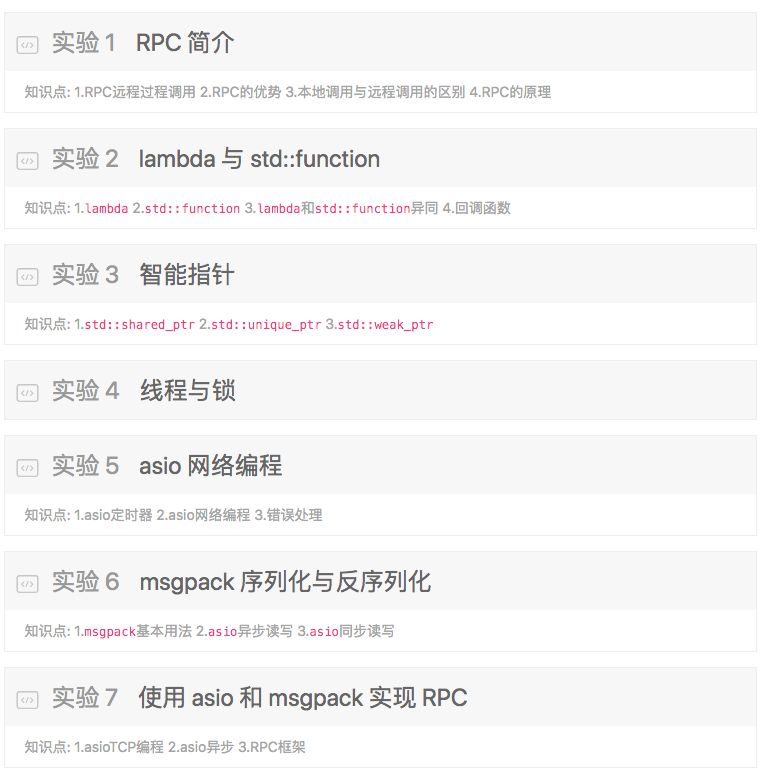 实验 1 RPC 简介
知识点: 1.RPC远程过程调用 2.RPC的优势 3.本地调用与远程调用的区别 4.RPC的原理
实验 2 lambda 与 std::function
知识点: 1.lambda 2.std::function 3.lambda和std::function异同 4.回调函数
实验 3 智能指针
知识点: 1.std::shared_ptr 2.std::unique_ptr 3.std::weak_ptr
实验 4 线程与锁
实验 5 asio 网络编程
知识点: 1.asio定时器 2.asio网络编程 3.错误处理
实验 6 msgpack 序列化与反序列化
知识点: 1.msgpack基本用法 2.asio异步读写 3.asio同步读写
实验 7 使用 asio 和 msgpack 实现 RPC
知识点: 1.asioTCP编程 2.asio异步 3.RPC框架